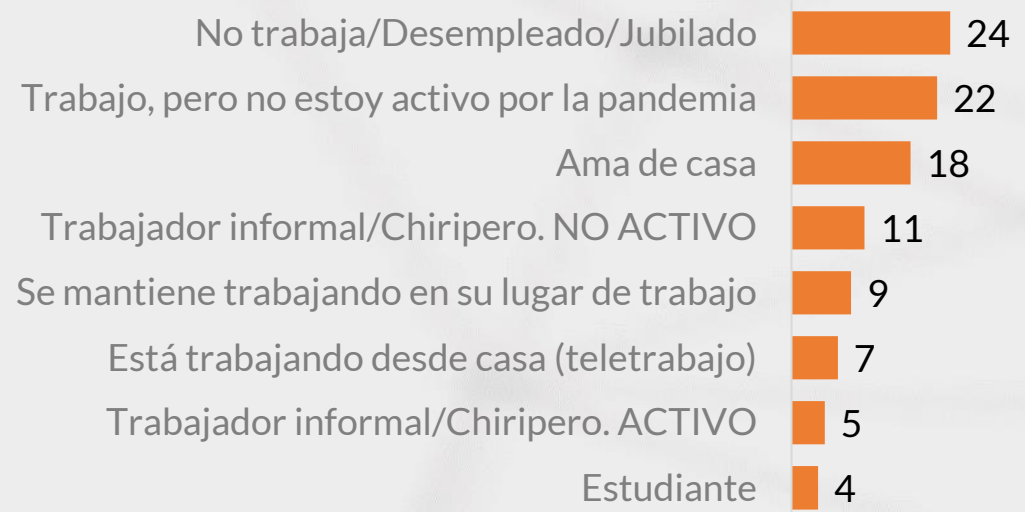 No trabaja/Desempleado/Jubilado 24
Trabajo, pero no estoy activo por la pandemia 22
Ama de casa 18
Trabajador informal/Chiripero. NO ACTIVO 11
Se mantiene trabajando en su lugar de trabajo 9
Está trabajando desde casa (teletrabajo) 7
Trabajador informal/Chiripero. ACTIVO 5
Estudiante 4